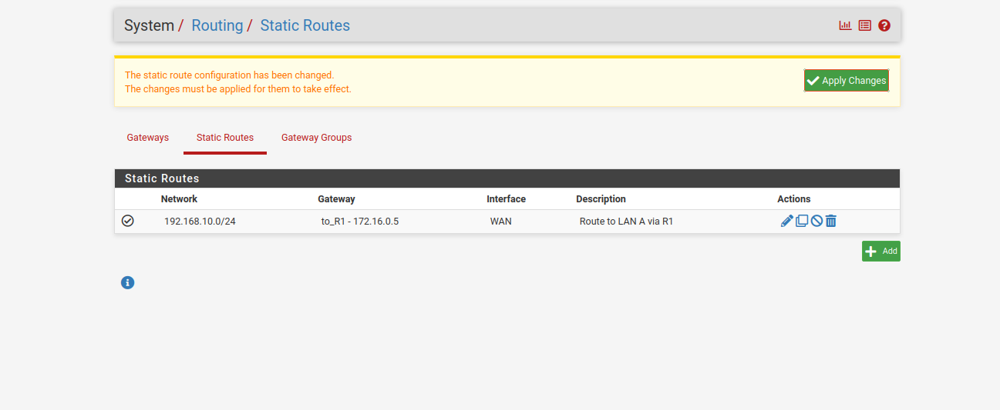 System / Routing / Static Routes
The static route configuration has been changed.
The changes must be applied for them to take effect.
Apply Changes
Gateways Static Routes Gateway Groups
Static Routes
Network Gateway Interface Description Actions
192.168.10.0/24 to_R1 - 172.16.0.5 WAN Route to LAN A via R1
Add